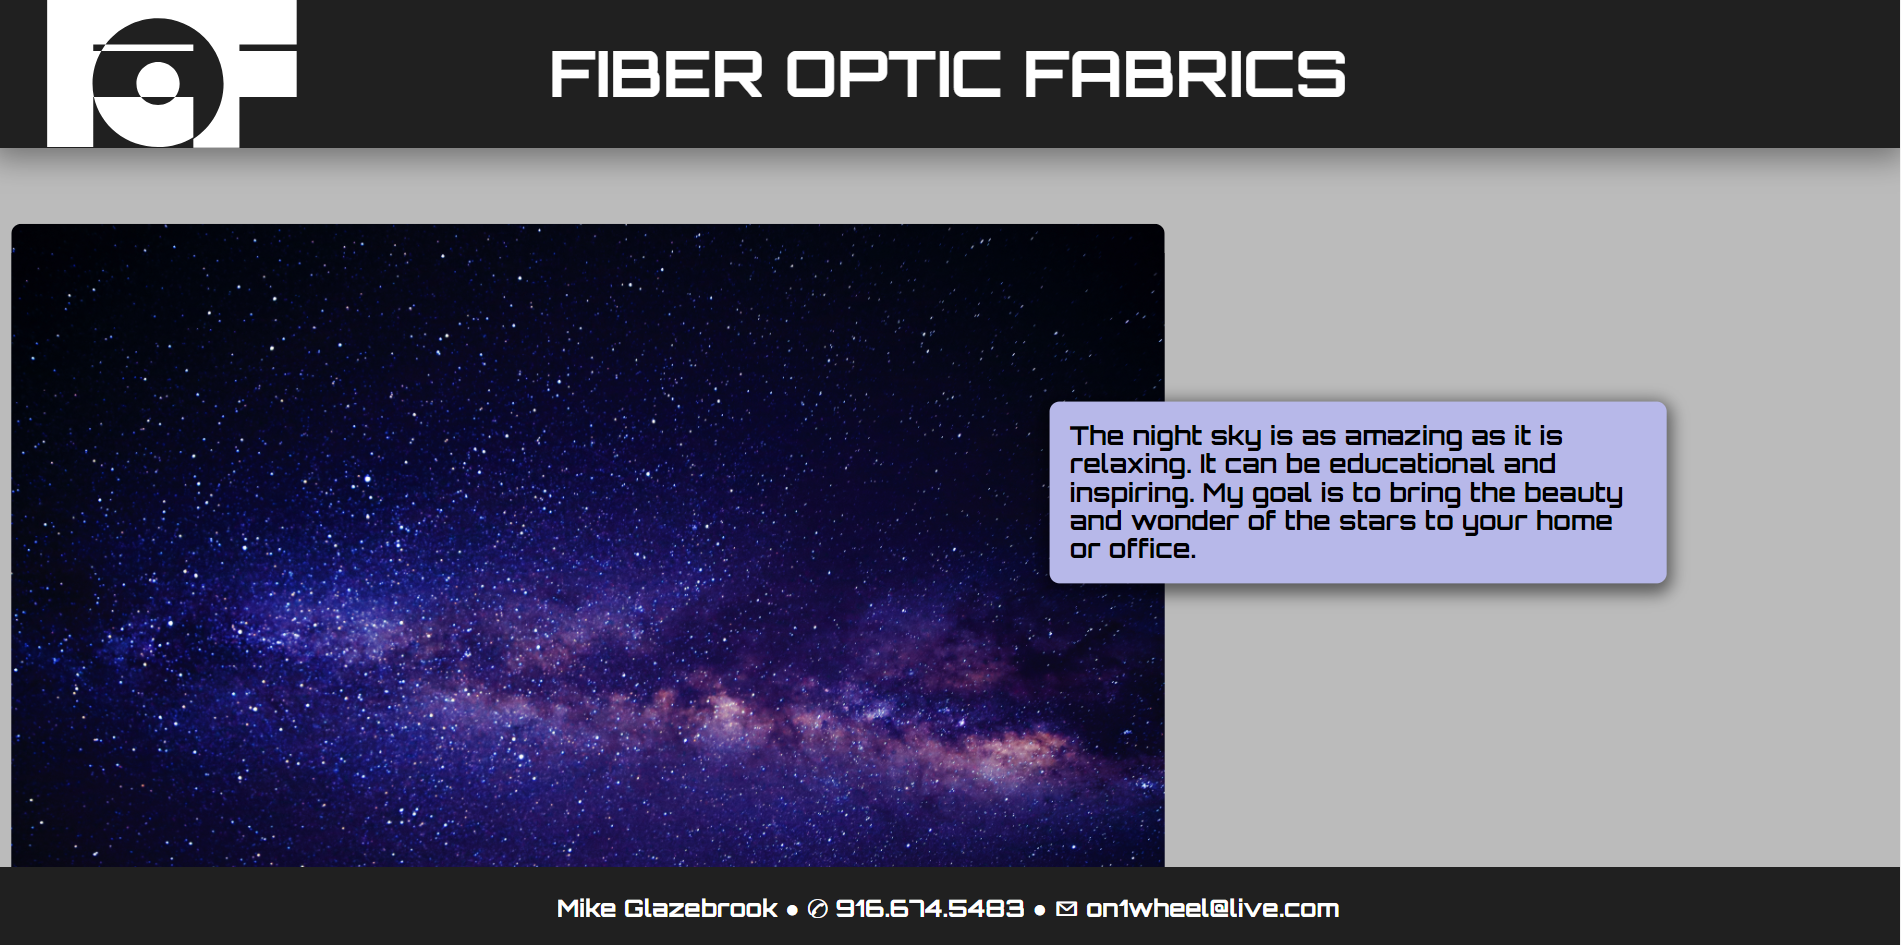 FIBER OPTIC FABRICS
The night sky is as amazing as it is
relaxing. It can be educational and
inspiring. My goal is to bring the beauty
and wonder of the stars to your home
or office.
Mike Glazebrook ● ✆ 916.674.5483 ● 🖂 on1wheel@live.com